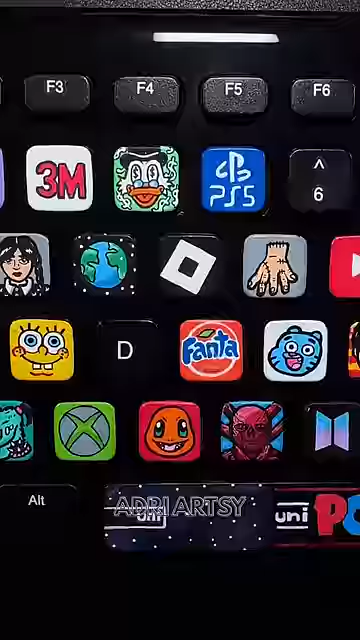 F3 F4 F5 F6
3M PS5 ^
6
D Fanta
Alt ADRI ARTSY uni uni